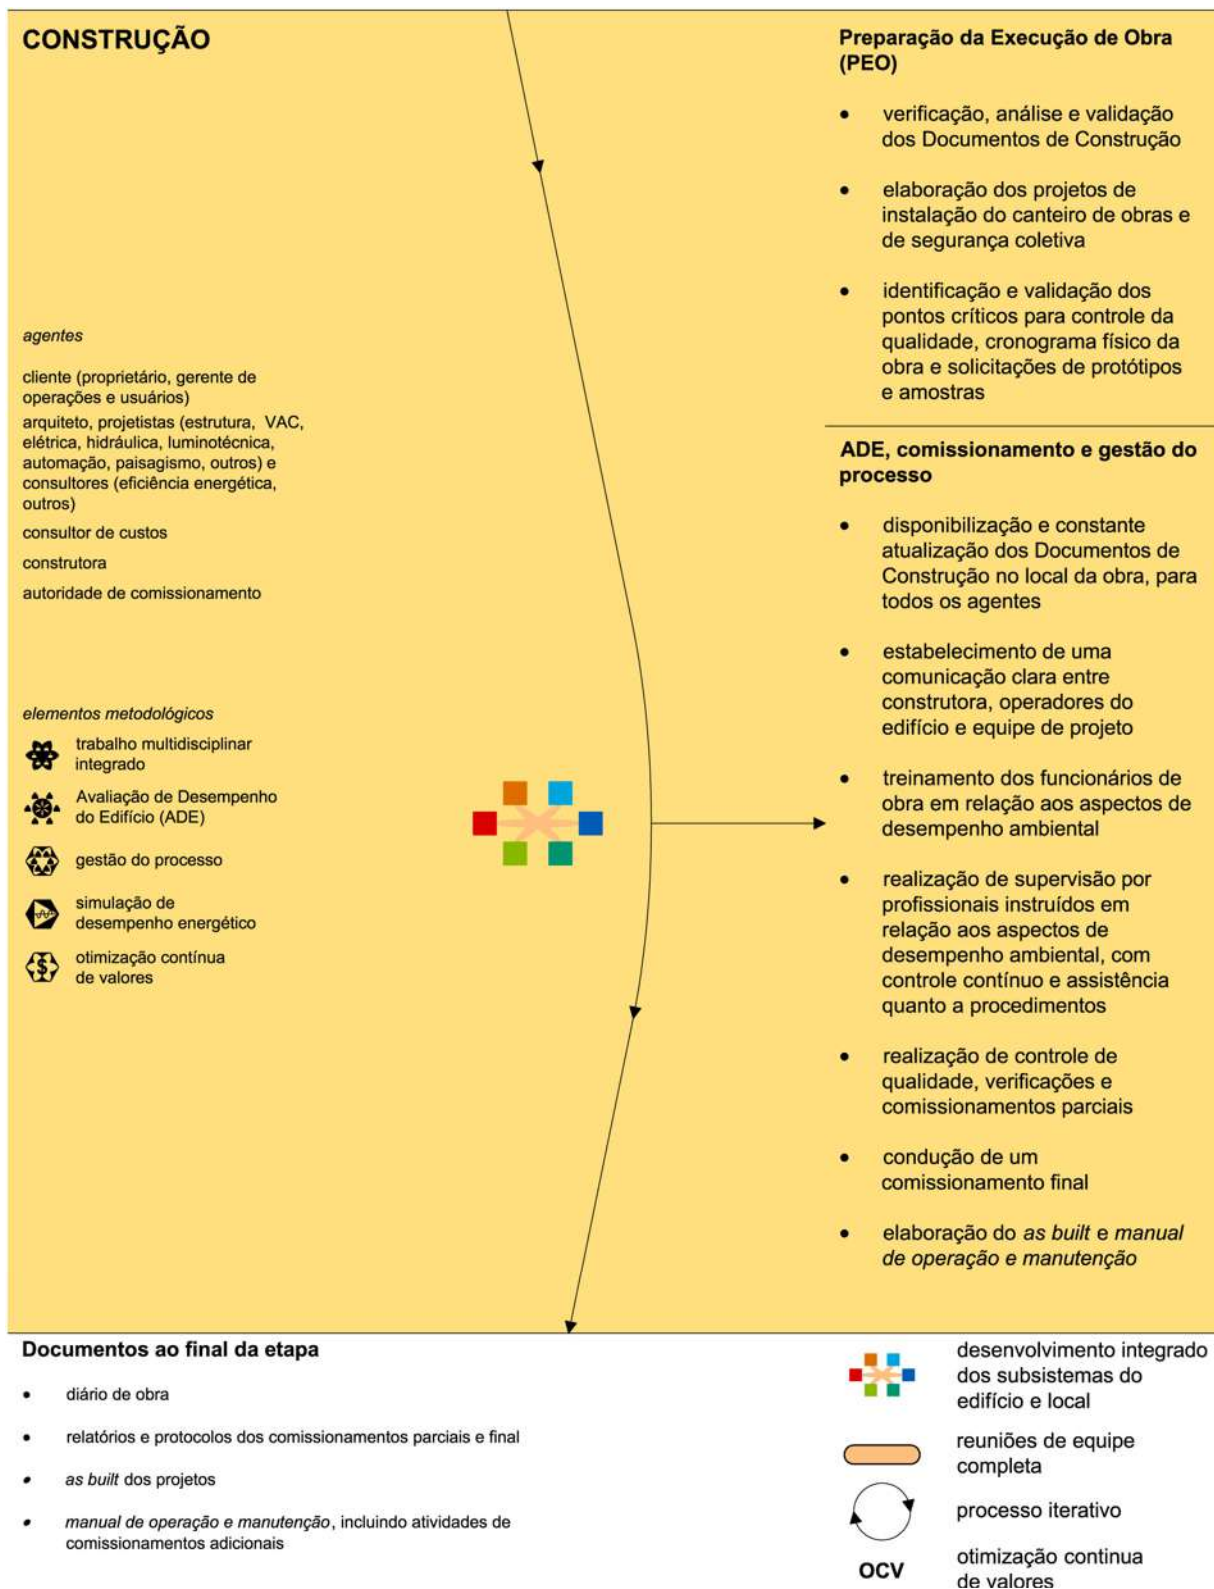 CONSTRUÇÃO
agentes
cliente (proprietário, gerente de
operações e usuários)
arquiteto, projetistas (estrutura, VAC,
elétrica, hidráulica, luminotécnica,
automação, paisagismo, outros) e
consultores (eficiência energética,
outros)
consultor de custos
construtora
autoridade de comissionamento
elementos metodológicos
trabalho multidisciplinar
integrado
Avaliação de Desempenho
do Edifício (ADE)
gestão do processo
simulação de
desempenho energético
$
otimização contínua
de valores
Preparação da Execução de Obra
(PEO)
• verificação, análise e validação
dos Documentos de Construção
• elaboração dos projetos de
instalação do canteiro de obras e
de segurança coletiva
• identificação e validação dos
pontos críticos para controle da
qualidade, cronograma físico da
obra e solicitações de protótipos
e amostras
ADE, comissionamento e gestão do
processo
• disponibilização e constante
atualização dos Documentos de
Construção no local da obra, para
todos os agentes
• estabelecimento de uma
comunicação clara entre
construtora, operadores do
edifício e equipe de projeto
• treinamento dos funcionários de
obra em relação aos aspectos de
desempenho ambiental
• realização de supervisão por
profissionais instruídos em
relação aos aspectos de
desempenho ambiental, com
controle contínuo e assistência
quanto a procedimentos
• realização de controle de
qualidade, verificações e
comissionamentos parciais
• condução de um
comissionamento final
• elaboração do as built e manual
de operação e manutenção
Documentos ao final da etapa
• diário de obra
• relatórios e protocolos dos comissionamentos parciais e final
• as built dos projetos
• manual de operação e manutenção, incluindo atividades de
comissionamentos adicionais
desenvolvimento integrado
dos subsistemas do
edifício e local
reuniões de equipe
completa
processo iterativo
OCV
otimização continua
de valores